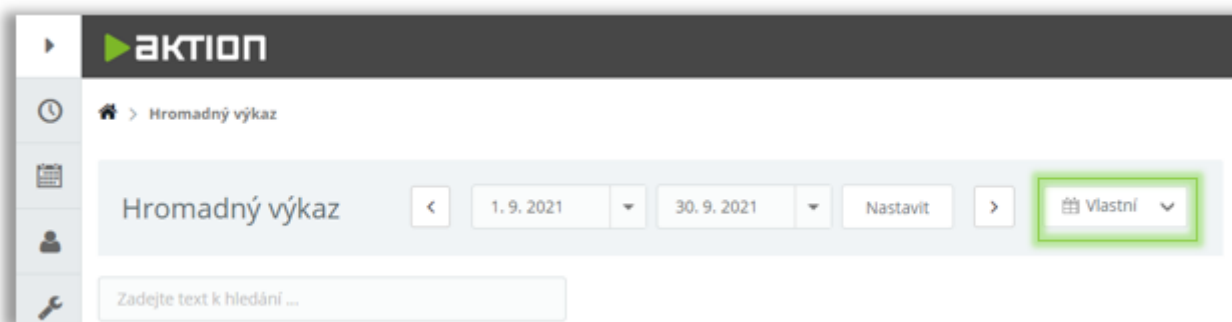 aktion
> Hromadný výkaz
Hromadný výkaz < 1. 9. 2021 30. 9. 2021 Nastavit > Vlastní
Zadejte text k hledání ...